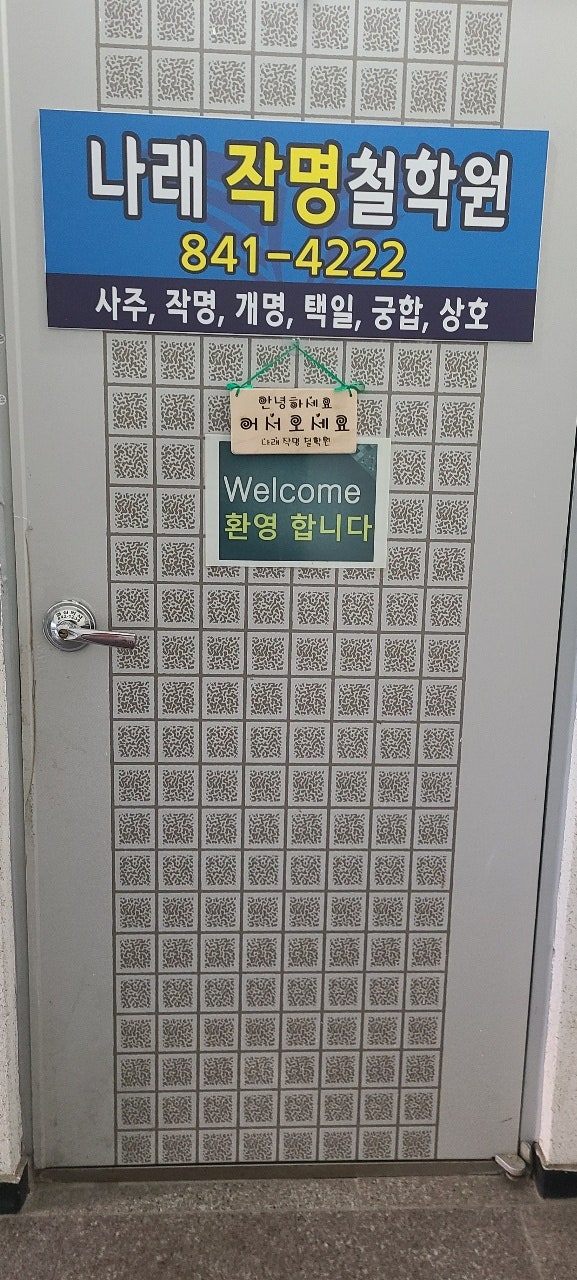 나래 작명철학원
841-4222
사주, 작명, 개명, 택일, 궁합, 상호
안녕하세요
어서오세요
나래 작명 철학원
Welcome
환영 합니다